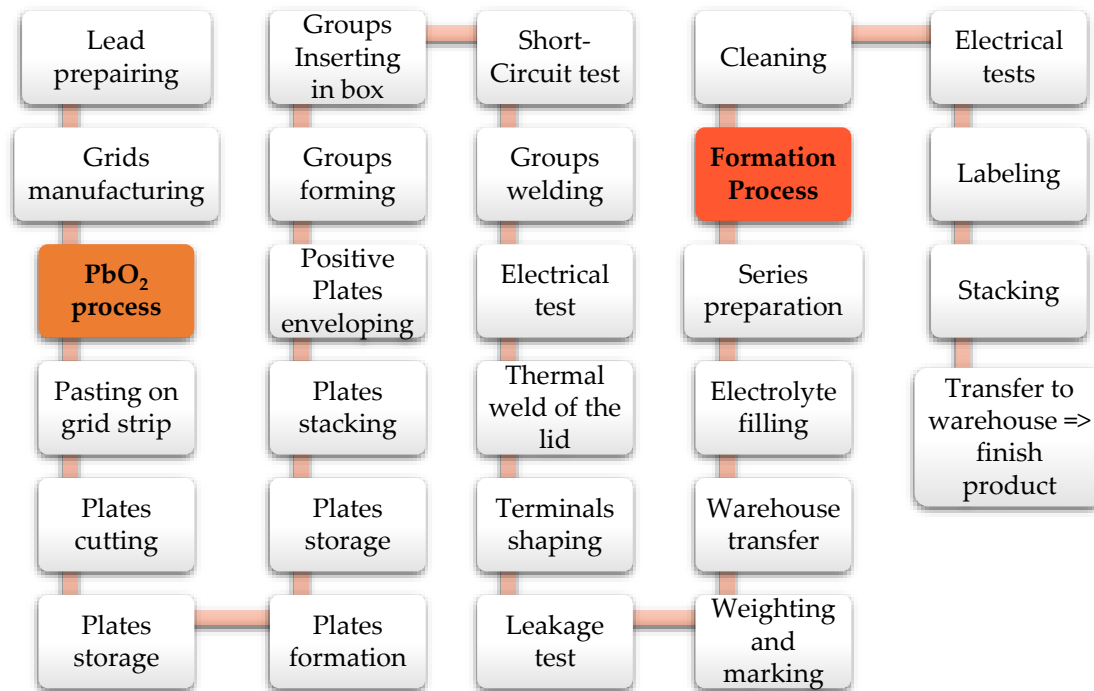 Lead
prepairing
Grids
manufacturing
PbO₂
process
Pasting on
grid strip
Plates
cutting
Plates
storage
Plates
formation
Plates
storage
Plates
stacking
Positive
Plates
enveloping
Groups
forming
Groups
Inserting
in box
Short-
Circuit test
Groups
welding
Electrical
test
Thermal
weld of the
lid
Terminals
shaping
Leakage
test
Weighting
and
marking
Warehouse
transfer
Electrolyte
filling
Series
preparation
Formation
Process
Cleaning
Electrical
tests
Labeling
Stacking
Transfer to
warehouse =>
finish
product